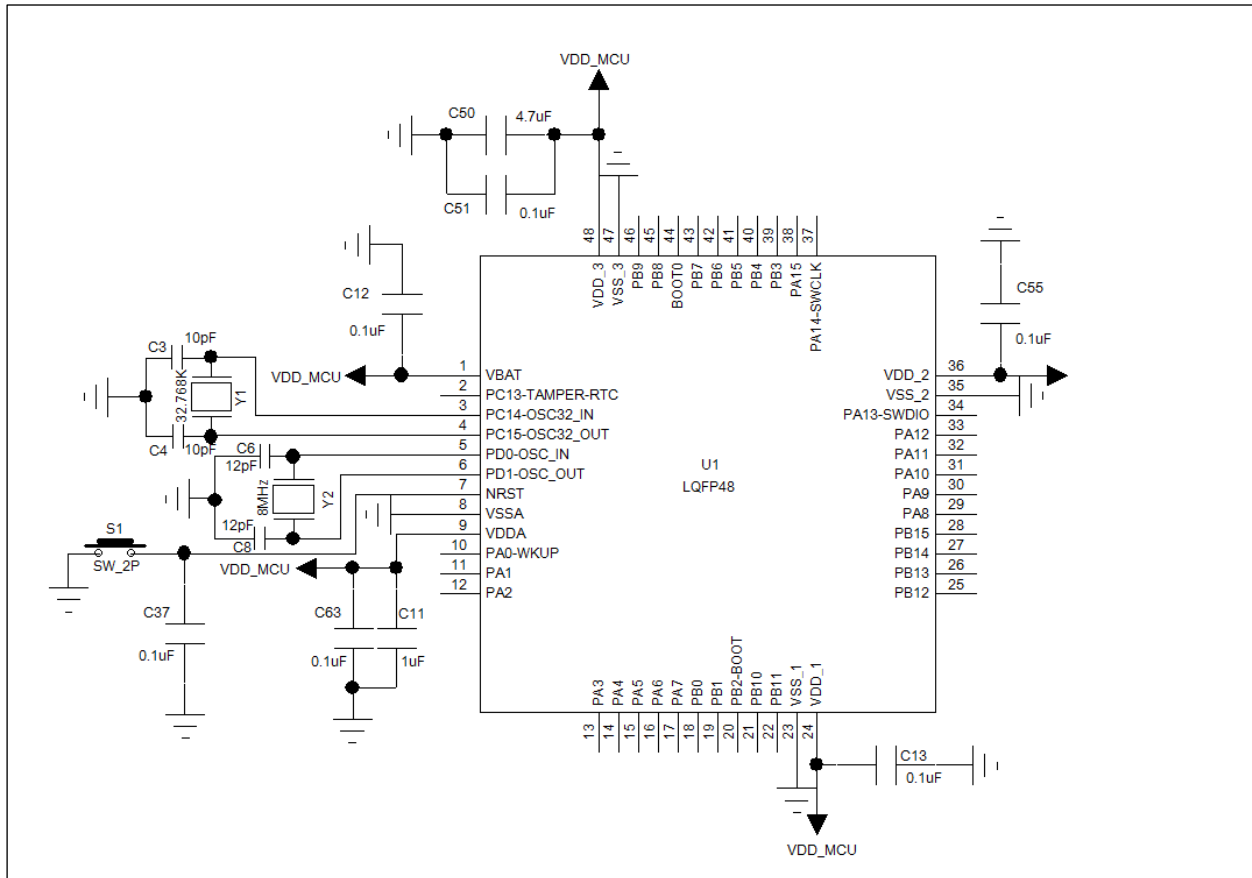 VDD_MCU
C50
4.7uF
C51
0.1uF
48
47
46
45
44
43
42
41
40
39
38
37
VDD_3
VSS_3
PB9
PB8
BOOT0
PB7
PB6
PB5
PB4
PB3
PA15
PA14-SWCLK
C12
0.1uF
C55
0.1uF
VDD_MCU
C3
10pF
32.768K
Y1
C4
10pF
C6
12pF
8MHz
Y2
12pF
C8
1 VBAT
2 PC13-TAMPER-RTC
3 PC14-OSC32_IN
4 PC15-OSC32_OUT
5 PD0-OSC_IN
6 PD1-OSC_OUT
7 NRST
8 VSSA
9 VDDA
10 PA0-WKUP
11 PA1
12 PA2
U1
LQFP48
VDD_2 36
VSS_2 35
PA13-SWDIO 34
PA12 33
PA11 32
PA10 31
PA9 30
PA8 29
PB15 28
PB14 27
PB13 26
PB12 25
S1
SW_2P
VDD_MCU
C37
0.1uF
C63
0.1uF
C11
1uF
PA3
PA4
PA5
PA6
PA7
PB0
PB1
PB2-BOOT
PB10
PB11
VSS_1
VDD_1
13
14
15
16
17
18
19
20
21
22
23
24
C13
0.1uF
VDD_MCU